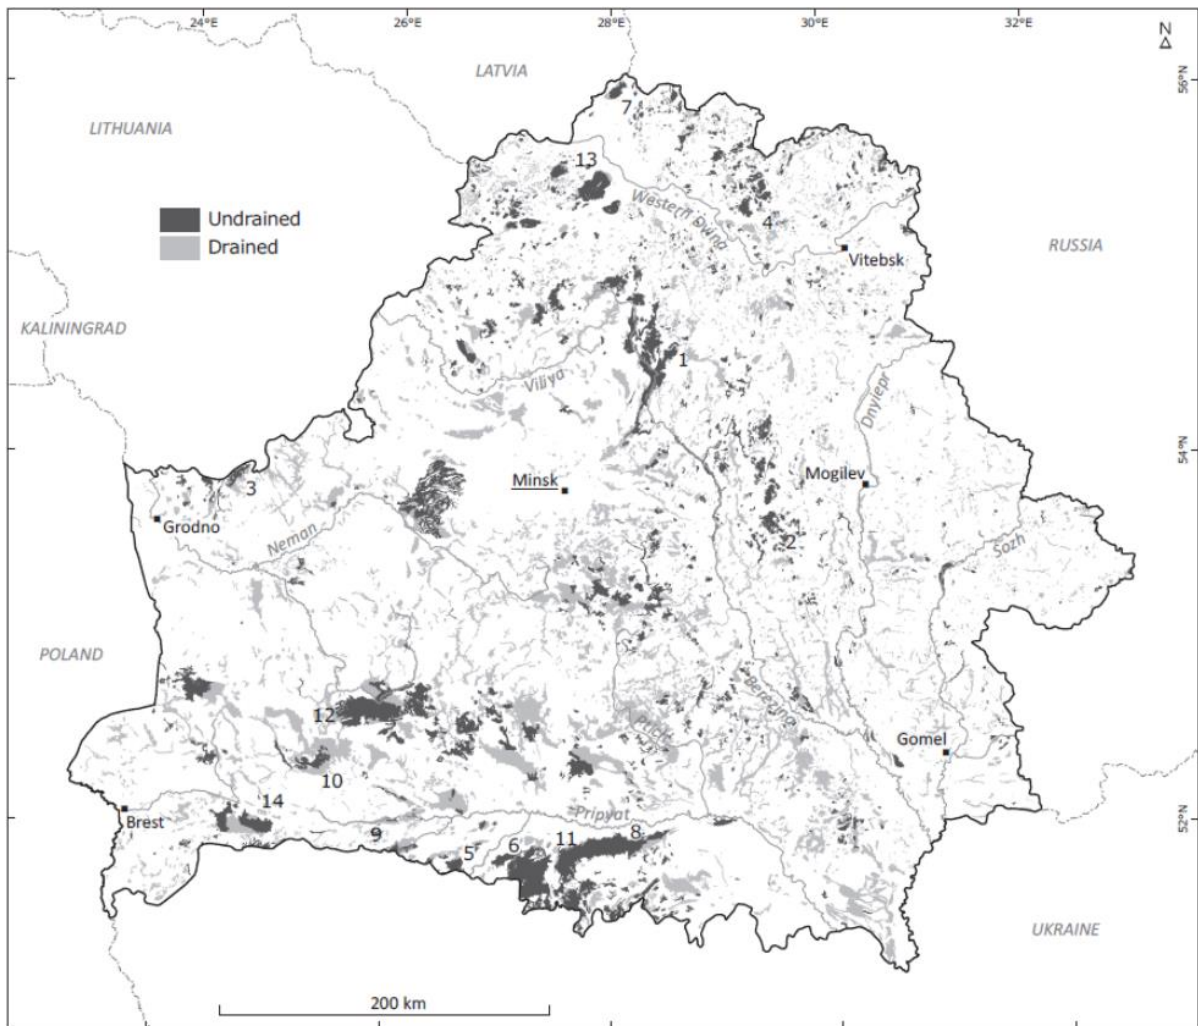 24°E
26°E
28°E
30°E
32°E
N
56°N
LATVIA
LITHUANIA
7
13
Western Dvina
4
Undrained
Drained
Vitebsk
RUSSIA
KALININGRAD
1
Viliya
Dnyiepr
54°N
3
Minsk
Mogilev
Grodno
Neman
2
Sozh
POLAND
12
Berezina
Ptich
Gomel
10
14
Brest
Pripyat
52°N
9
5
6
11
8
UKRAINE
200 km